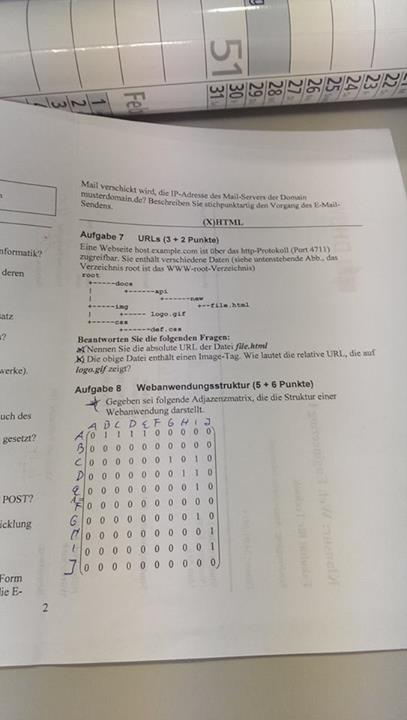 51
31
30
29
28
27
26
25
24
23
22
Feb
1
2
3
Mail verschickt wird, die IP-Adresse des Mail-Servers der Domain
musterdomain.de? Beschreiben Sie stichpunktartig den Vorgang des E-Mail-
Sendens.
(X)HTML
Aufgabe 7 URLs (3 + 2 Punkte)
Eine Webseite host.example.com ist über das http-Protokoll (Port 4711)
zugreifbar. Sie enthält verschiedene Daten (siehe untenstehende Abb., das
Verzeichnis root ist das WWW-root-Verzeichnis)
root
+-----docs
| +------api
| +------new
+-----img +--file.html
| +----- logo.gif
+-----css
+------def.css
Beantworten Sie die folgenden Fragen:
a) Nennen Sie die absolute URL der Datei file.html
b) Die obige Datei enthält einen Image-Tag. Wie lautet die relative URL, die auf
logo.gif zeigt?
Aufgabe 8 Webanwendungsstruktur (5 + 6 Punkte)
Gegeben sei folgende Adjazenzmatrix, die die Struktur einer
Webanwendung darstellt.
A B C D E F G H I J
A 0 1 1 1 1 0 0 0 0 0
B 0 0 0 0 0 0 0 0 0 0
C 0 0 0 0 0 0 1 0 1 0
D 0 0 0 0 0 0 0 1 1 0
E 0 0 0 0 0 0 0 0 1 0
F 0 0 0 0 0 0 0 0 0 0
G 0 0 0 0 0 0 0 0 1 0
H 0 0 0 0 0 0 0 0 0 1
I 0 0 0 0 0 0 0 0 0 1
J 0 0 0 0 0 0 0 0 0 0
nformatik?
deren
satz
s?
werke).
uch des
gesetzt?
POST?
icklung
Form
ie E-
2